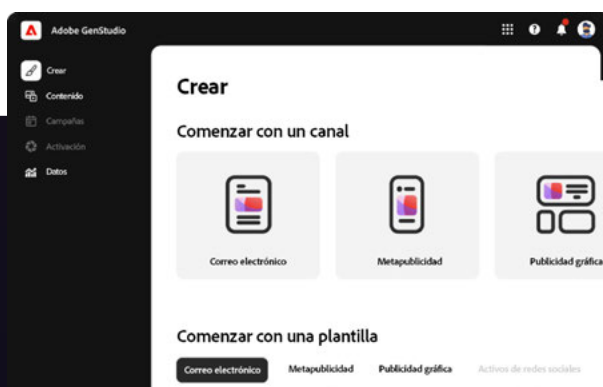 Adobe GenStudio
Crear
Contenido
Campañas
Activación
Datos
Crear
Comenzar con un canal
Correo electrónico
Metapublicidad
Publicidad gráfica
Comenzar con una plantilla
Correo electrónico Metapublicidad Publicidad gráfica Activos de redes sociales